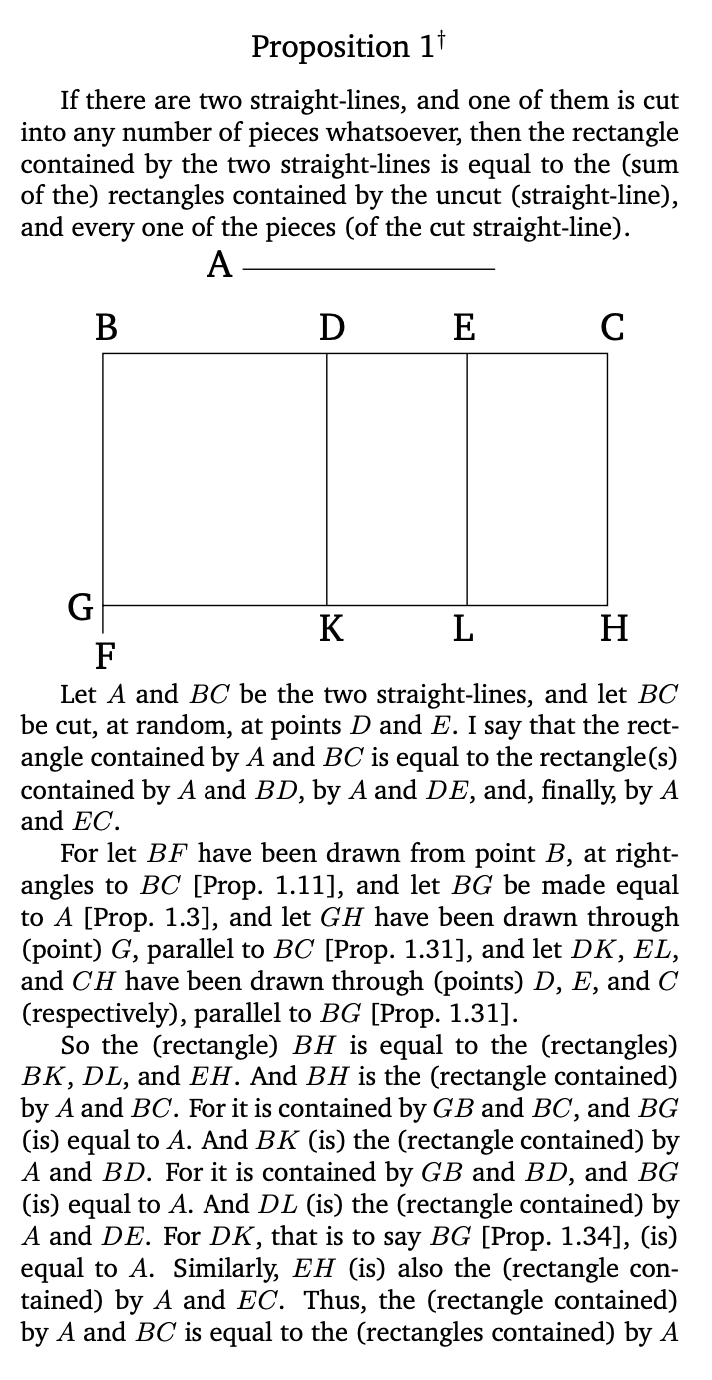 Proposition 1†
If there are two straight-lines, and one of them is cut
into any number of pieces whatsoever, then the rectangle
contained by the two straight-lines is equal to the (sum
of the) rectangles contained by the uncut (straight-line),
and every one of the pieces (of the cut straight-line).
A
B D E C
G
K L H
F
Let A and BC be the two straight-lines, and let BC
be cut, at random, at points D and E. I say that the rect-
angle contained by A and BC is equal to the rectangle(s)
contained by A and BD, by A and DE, and, finally, by A
and EC.
For let BF have been drawn from point B, at right-
angles to BC [Prop. 1.11], and let BG be made equal
to A [Prop. 1.3], and let GH have been drawn through
(point) G, parallel to BC [Prop. 1.31], and let DK, EL,
and CH have been drawn through (points) D, E, and C
(respectively), parallel to BG [Prop. 1.31].
So the (rectangle) BH is equal to the (rectangles)
BK, DL, and EH. And BH is the (rectangle contained)
by A and BC. For it is contained by GB and BC, and BG
(is) equal to A. And BK (is) the (rectangle contained) by
A and BD. For it is contained by GB and BD, and BG
(is) equal to A. And DL (is) the (rectangle contained) by
A and DE. For DK, that is to say BG [Prop. 1.34], (is)
equal to A. Similarly, EH (is) also the (rectangle con-
tained) by A and EC. Thus, the (rectangle contained)
by A and BC is equal to the (rectangles contained) by A